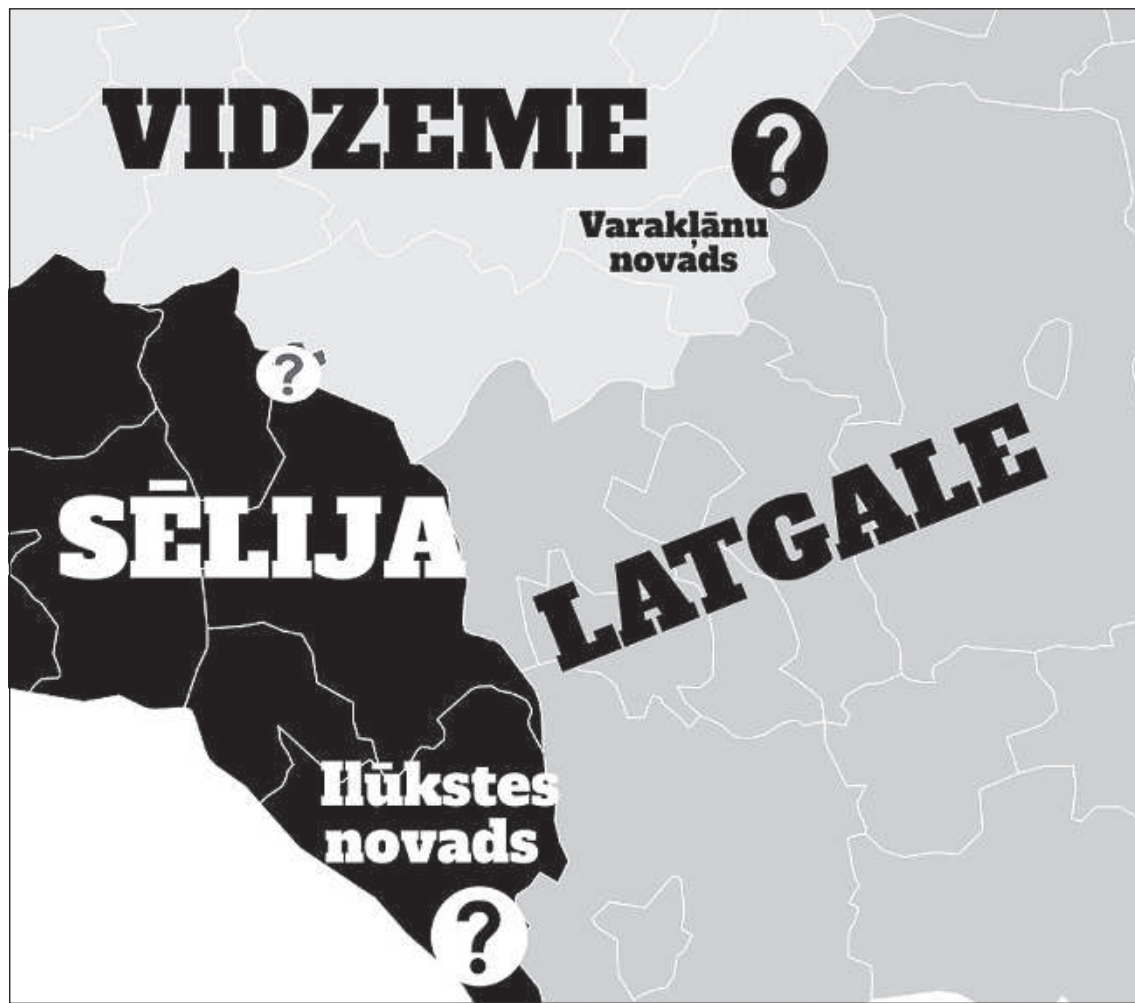 VIDZEME
?
Varakļānu
novads
?
SĒLIJA
LATGALE
Ilūkstes
novads
?